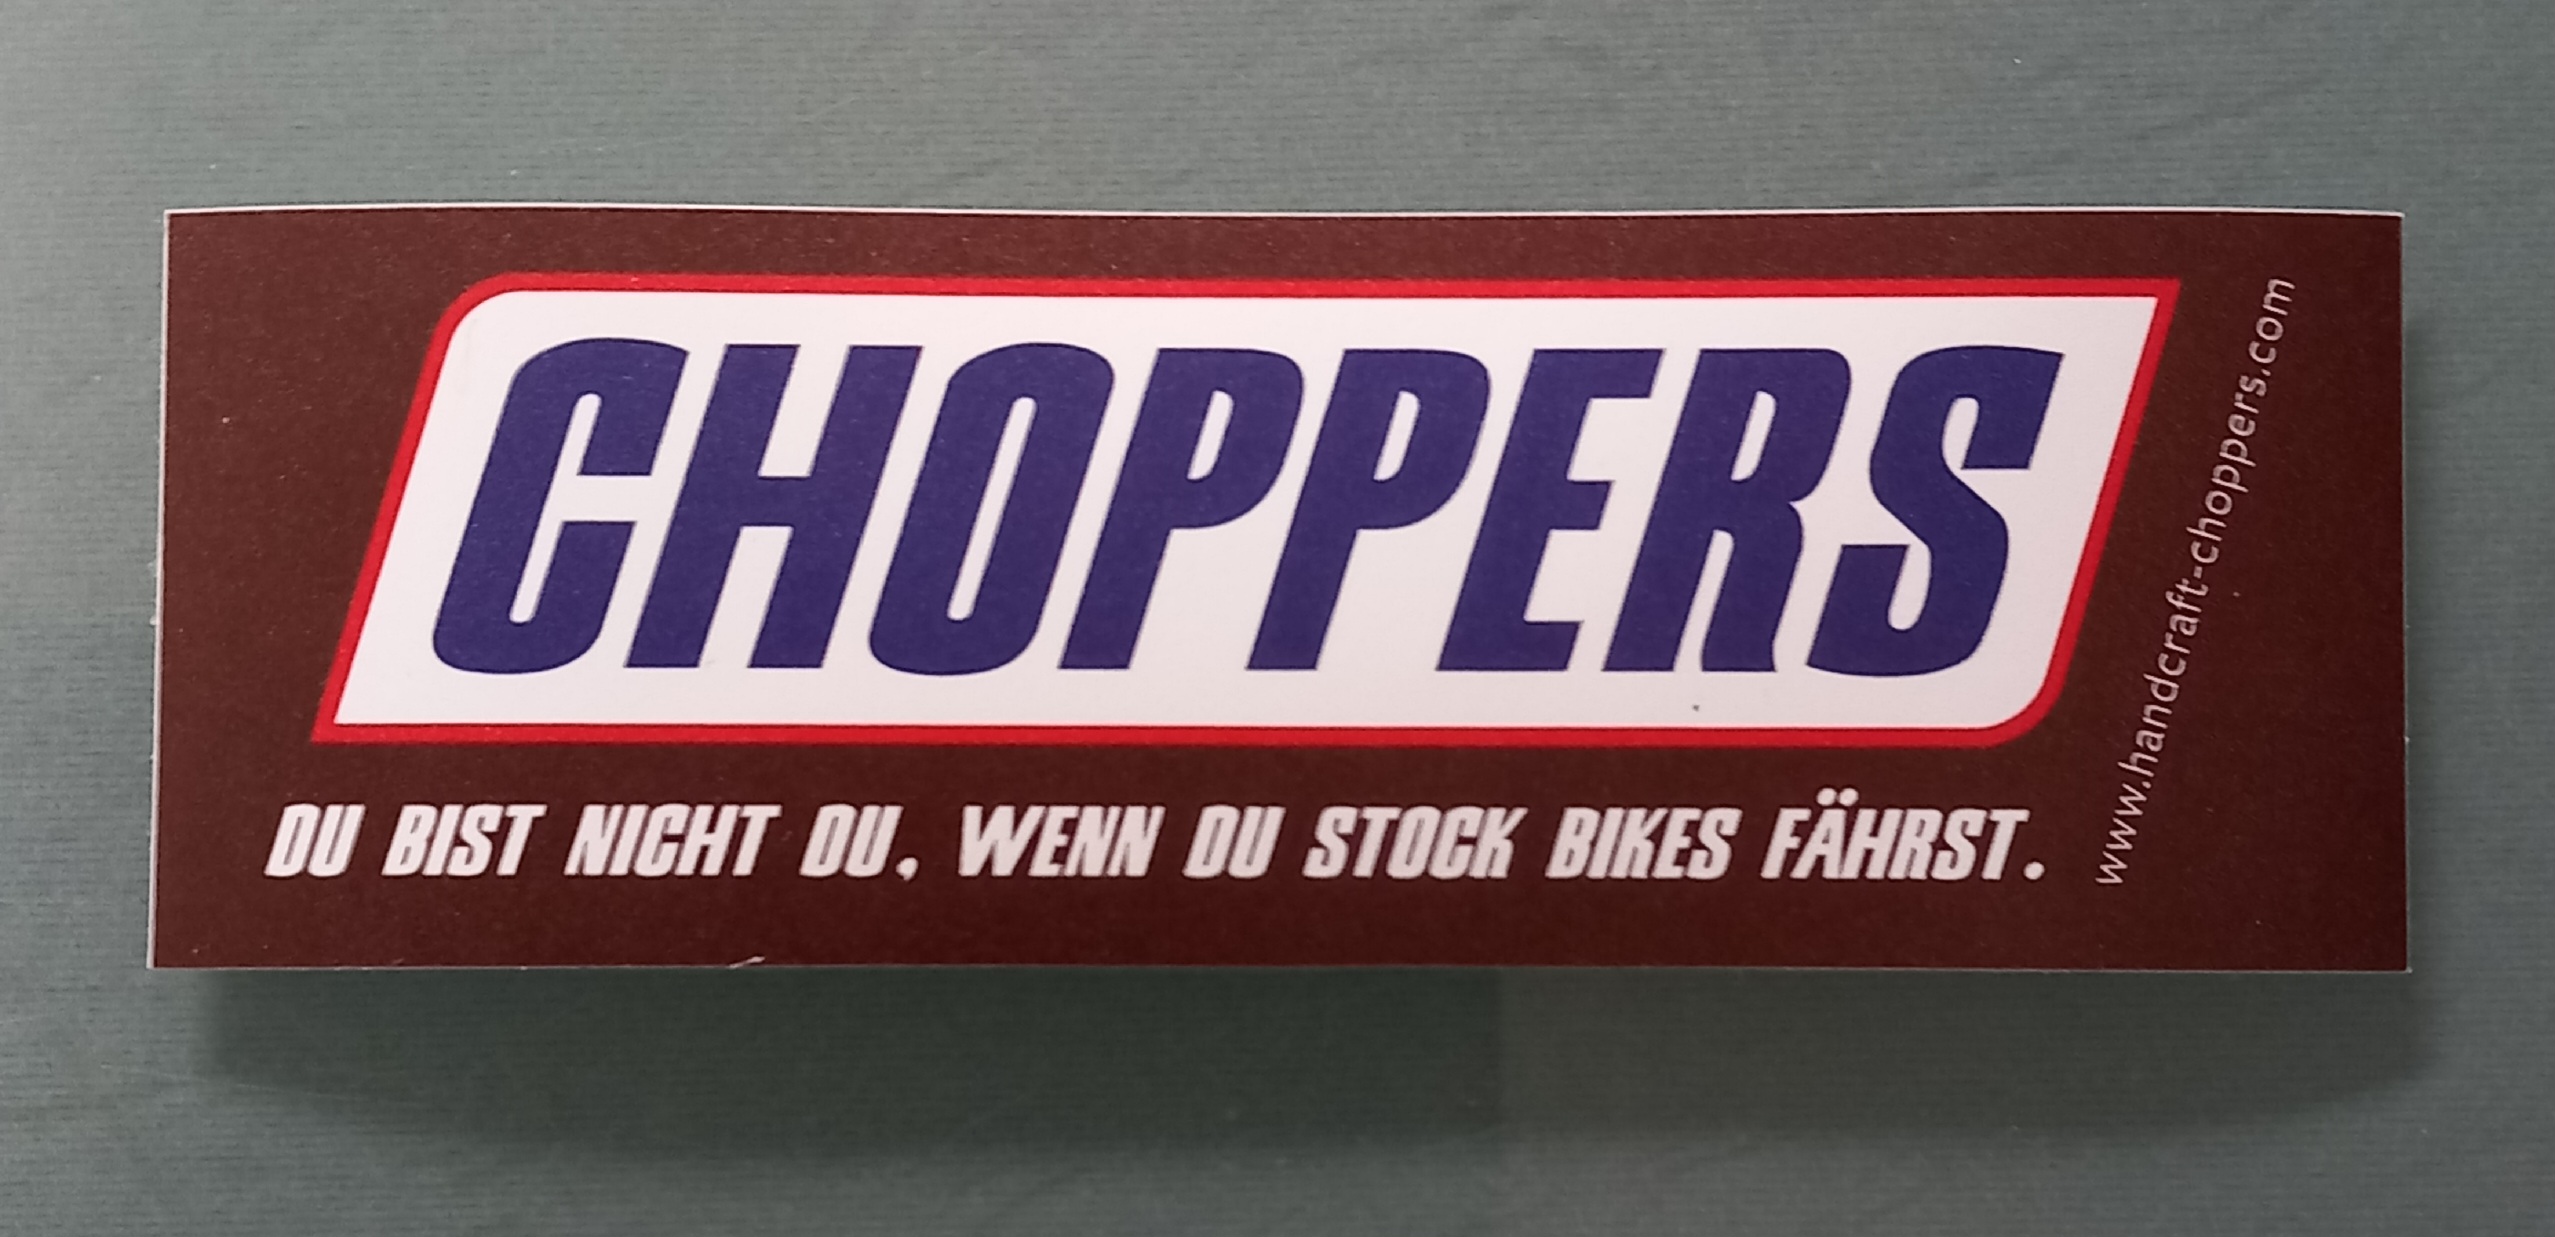 CHOPPERS
DU BIST NICHT DU, WENN DU STOCK BIKES FÄHRST.
www.handcraft-choppers.com